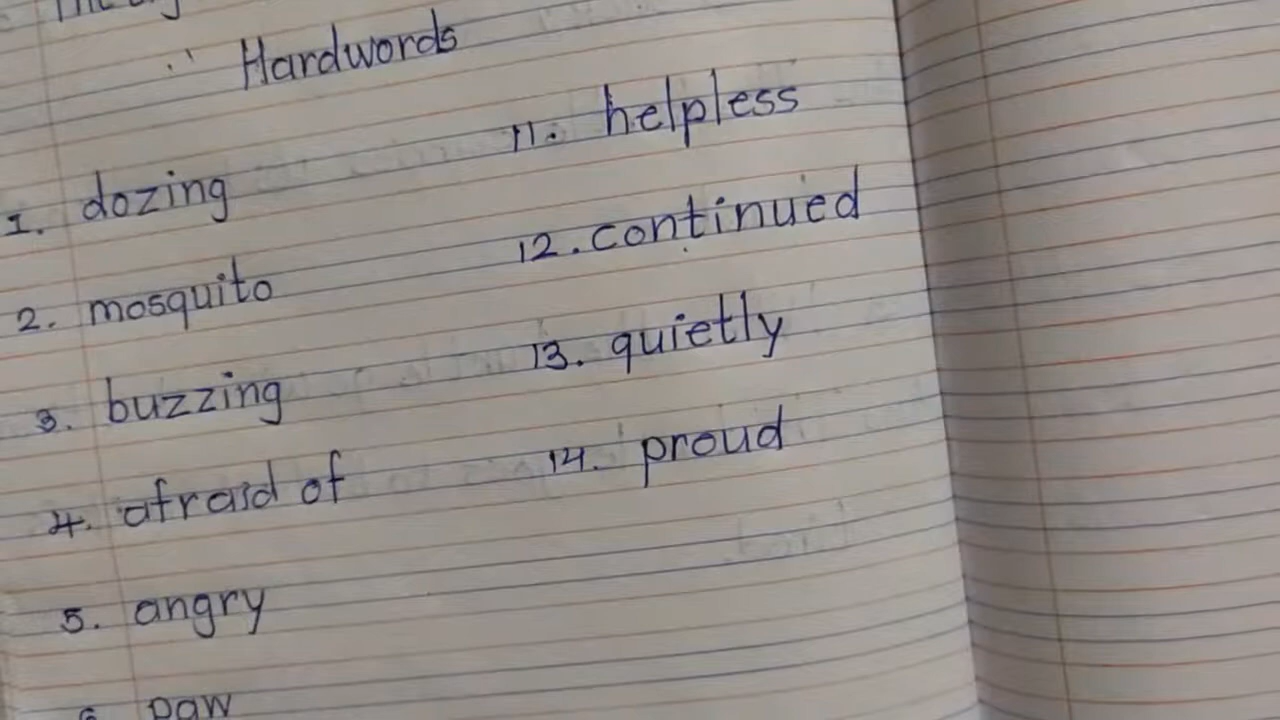 Hardwords
1. dozing
2. mosquito
3. buzzing
4. afraid of
5. angry
6. paw
11. helpless
12. continued
13. quietly
14. proud